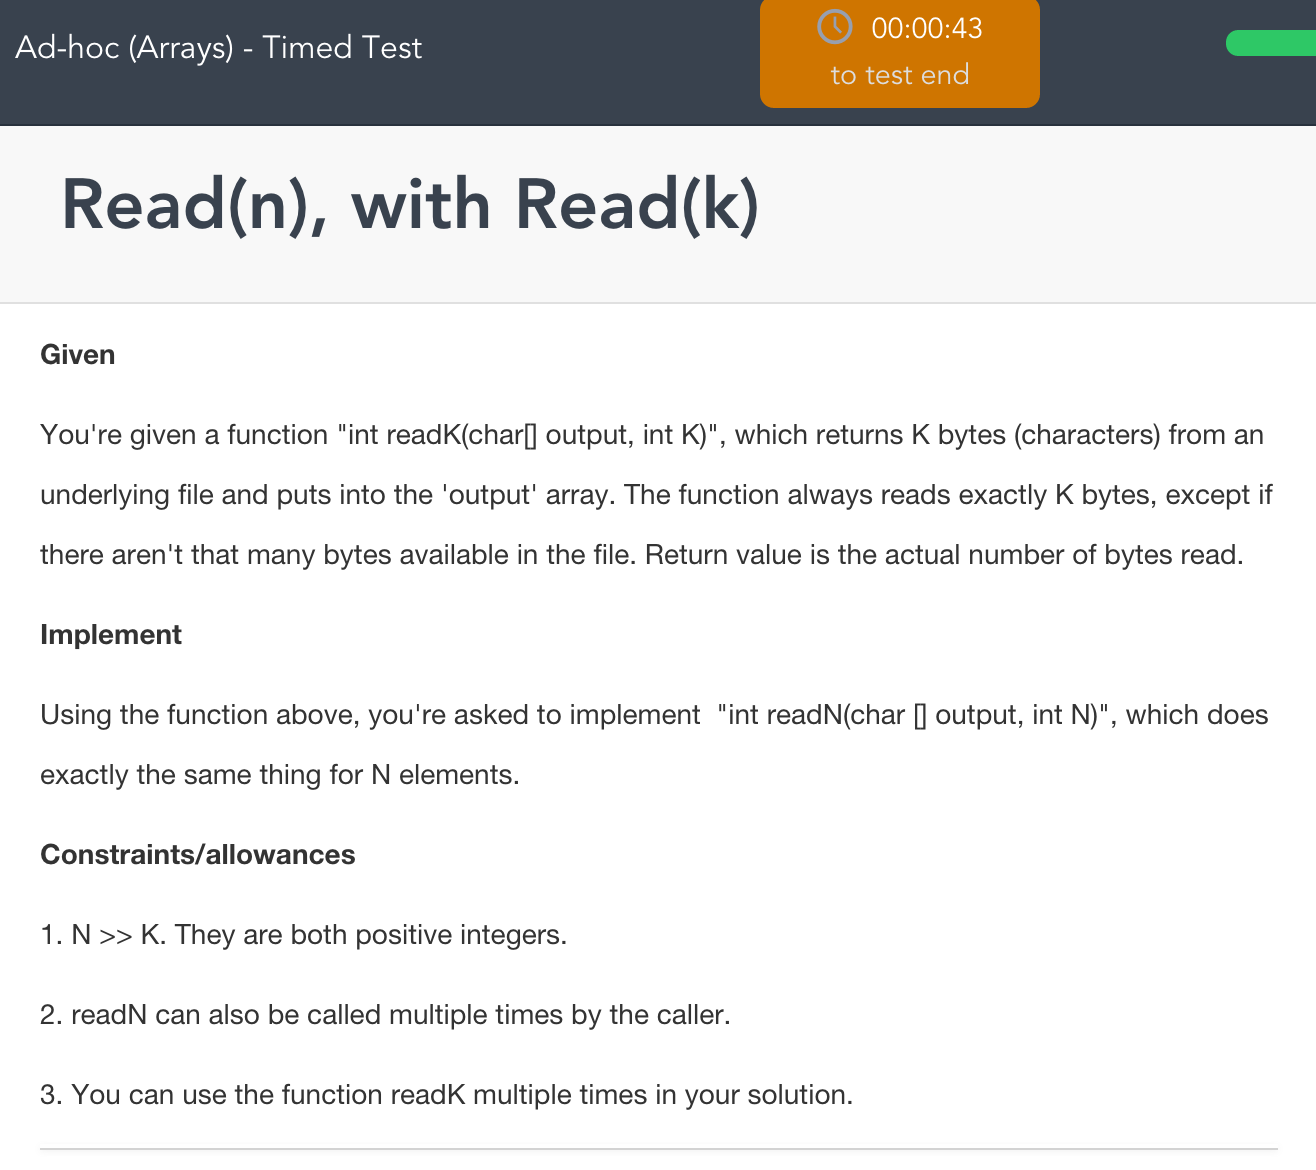 Ad-hoc (Arrays) - Timed Test
00:00:43
to test end
Read(n), with Read(k)
Given
You're given a function "int readK(char[] output, int K)", which returns K bytes (characters) from an
underlying file and puts into the 'output' array. The function always reads exactly K bytes, except if
there aren't that many bytes available in the file. Return value is the actual number of bytes read.
Implement
Using the function above, you're asked to implement  "int readN(char [] output, int N)", which does
exactly the same thing for N elements.
Constraints/allowances
1. N >> K. They are both positive integers.
2. readN can also be called multiple times by the caller.
3. You can use the function readK multiple times in your solution.